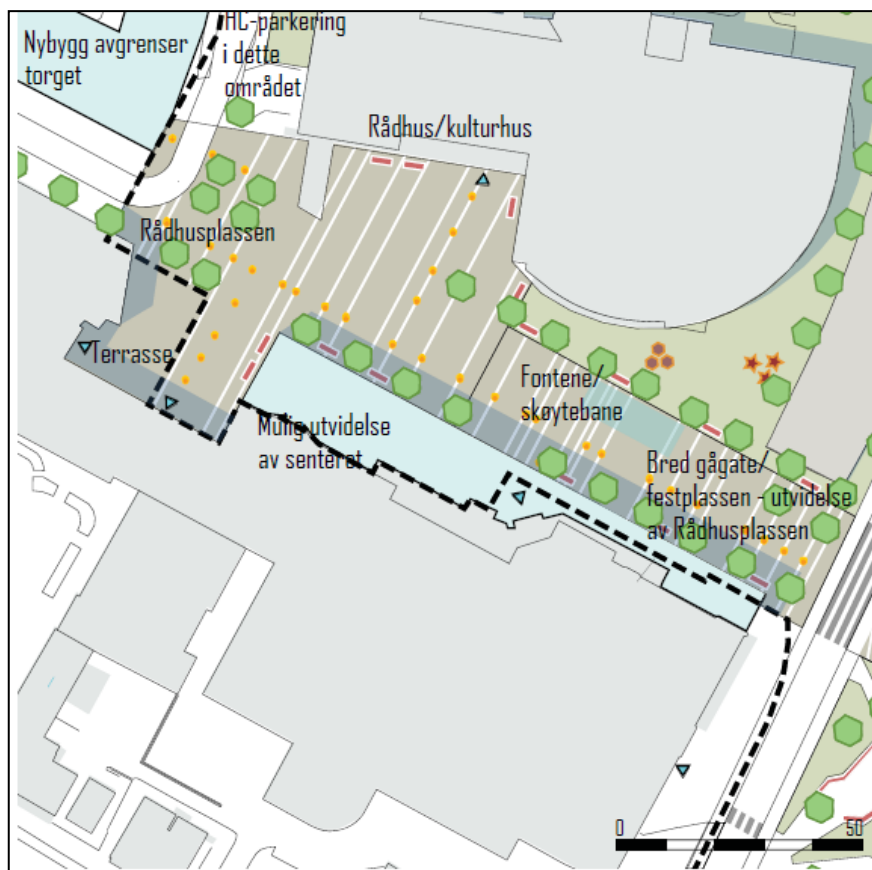 HC-parkering
i dette
området
Nybygg avgrenser
torget
Rådhus/kulturhus
Rådhusplassen
Terrasse
Fontene/
skøytebane
Mulig utvidelse
av senteret
Bred gågate/
festplassen - utvidelse
av Rådhusplassen
0 50